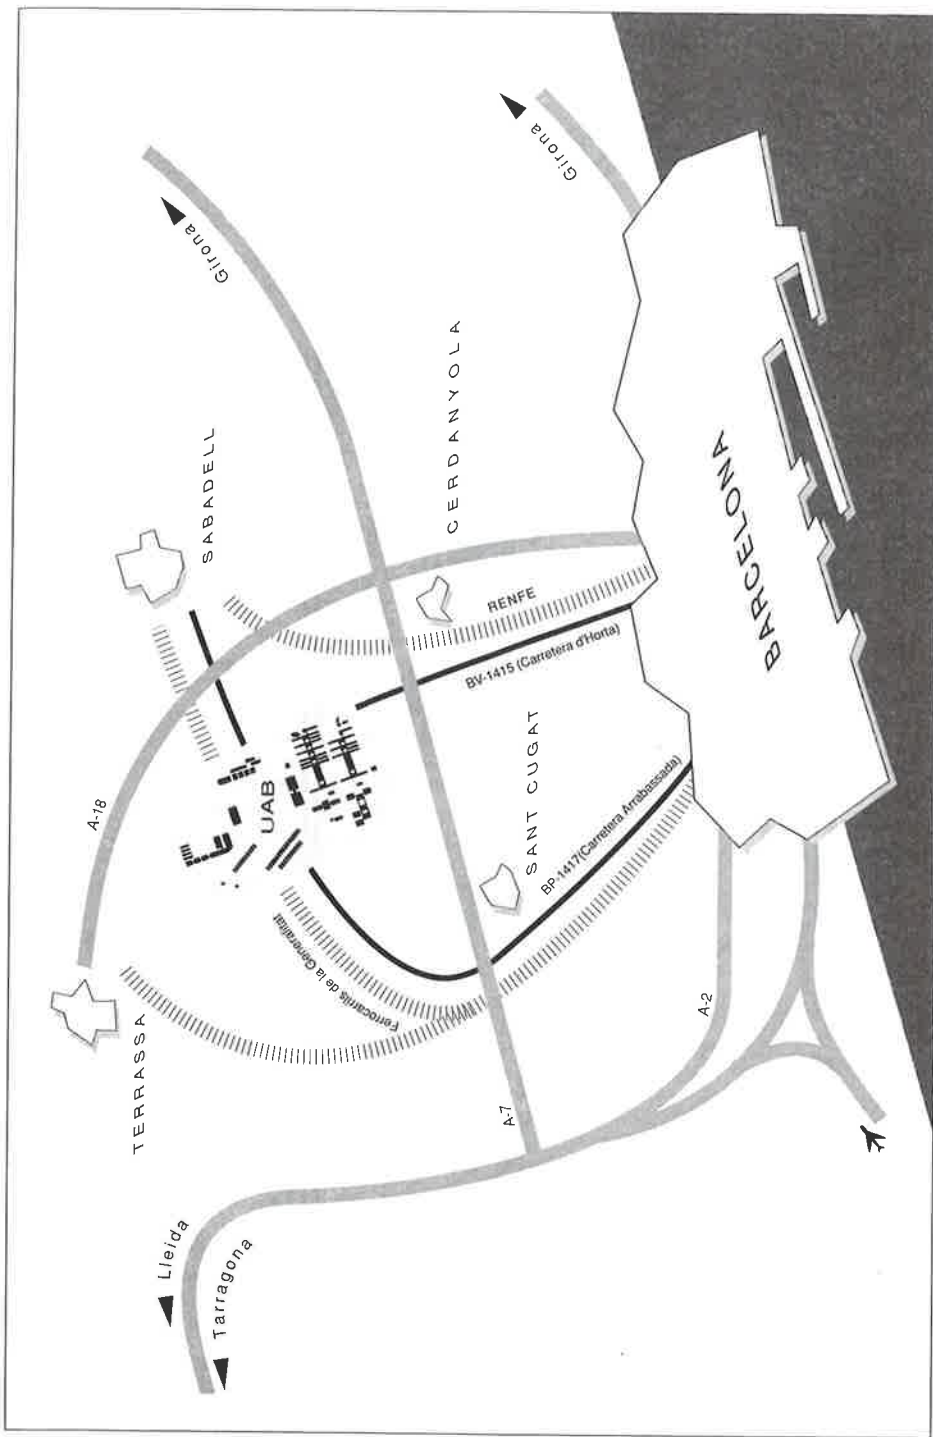 Girona
Girona
SABADELL
CERDANYOLA
RENFE
BV-1415 (Carretera d'Horta)
BARCELONA
A-18
UAB
SANT CUGAT
BP-1417(Carretera Arrabassada)
Ferrocarrils de la Generalitat
TERRASSA
A-7
A-2
Lleida
Tarragona